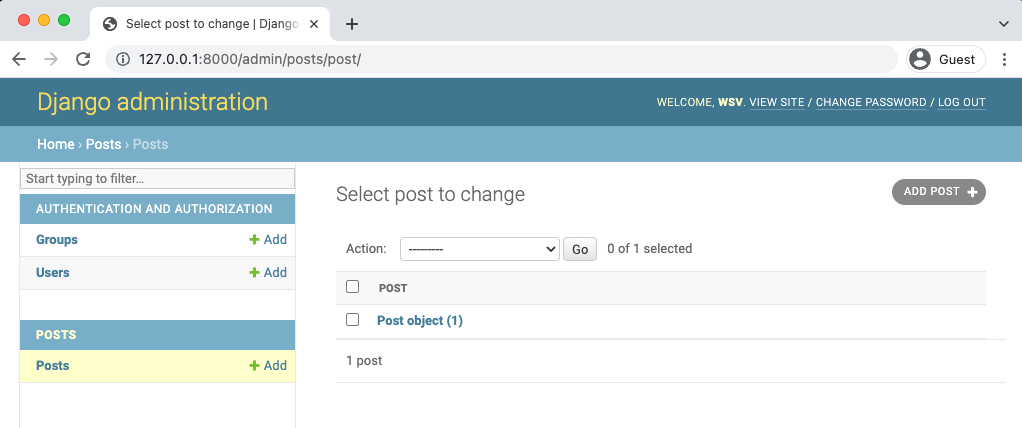 Select post to change | Django
127.0.0.1:8000/admin/posts/post/
Guest
Django administration
WELCOME, WSV. VIEW SITE / CHANGE PASSWORD / LOG OUT
Home › Posts › Posts
Start typing to filter...
AUTHENTICATION AND AUTHORIZATION
Groups + Add
Users + Add
POSTS
Posts + Add
Select post to change
ADD POST +
Action: --------- Go 0 of 1 selected
POST
Post object (1)
1 post